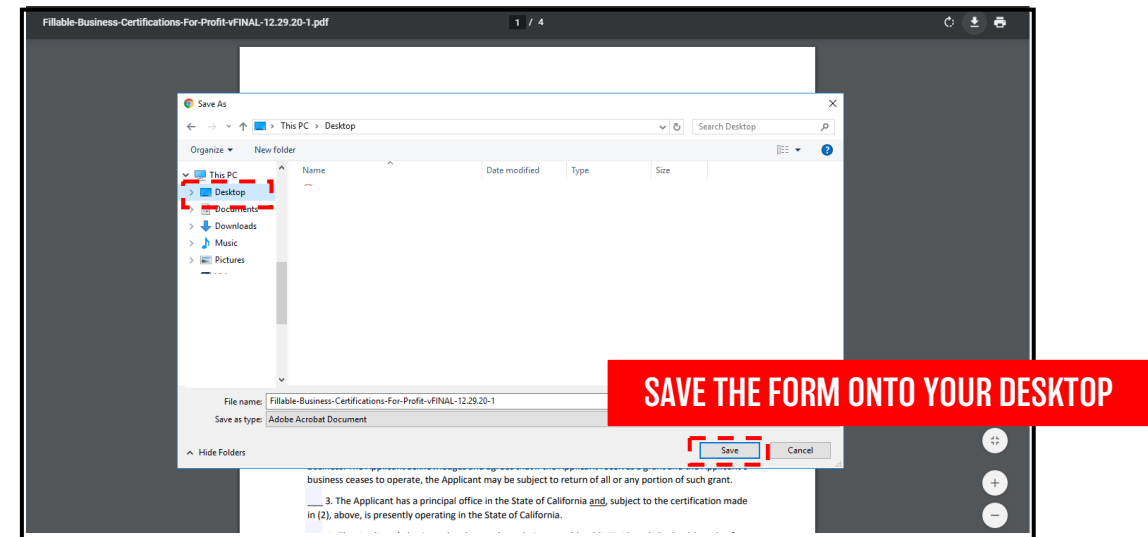 Fillable-Business-Certifications-For-Profit-vFINAL-12.29.20-1.pdf
1 / 4
Save As
This PC > Desktop
Search Desktop
Organize
New folder
Name
Date modified
Type
Size
This PC
Desktop
Documents
Downloads
Music
Pictures
SAVE THE FORM ONTO YOUR DESKTOP
File name: Fillable-Business-Certifications-For-Profit-vFINAL-12.29.20-1
Save as type: Adobe Acrobat Document
Hide Folders
Save
Cancel
business ceases to operate, the Applicant may be subject to return of all or any portion of such grant.
___ 3. The Applicant has a principal office in the State of California and, subject to the certification made
in (2), above, is presently operating in the State of California.